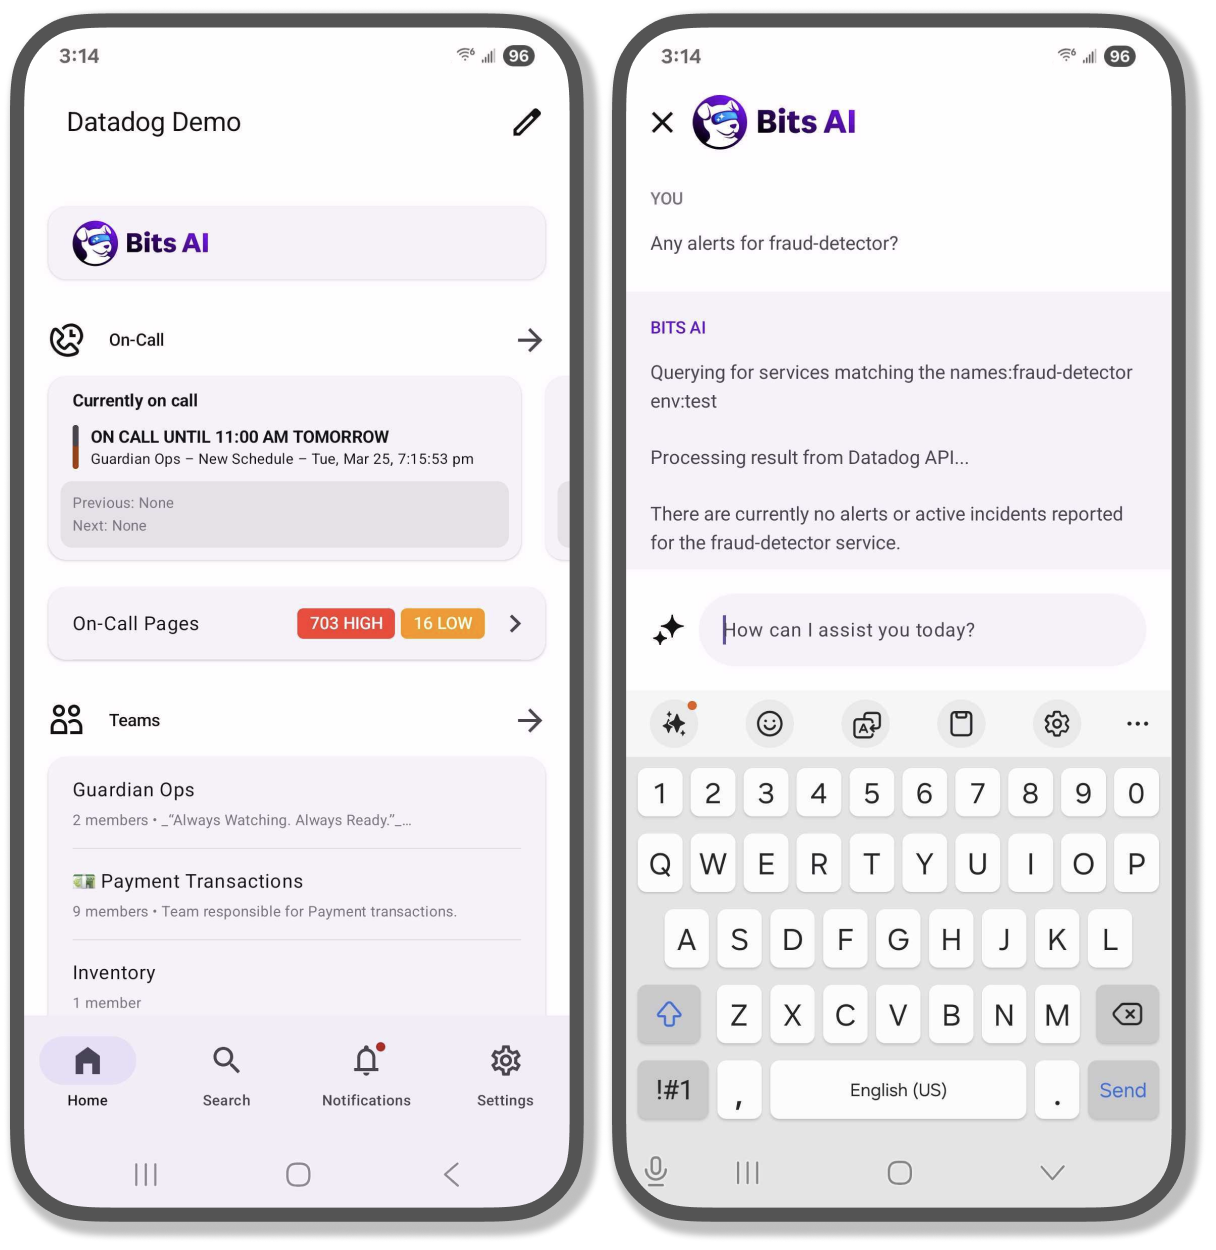 3:14
96
Datadog Demo
Bits AI
On-Call
Currently on call
ON CALL UNTIL 11:00 AM TOMORROW
Guardian Ops – New Schedule – Tue, Mar 25, 7:15:53 pm
Previous: None
Next: None
On-Call Pages 703 HIGH 16 LOW
Teams
Guardian Ops
2 members • _“Always Watching. Always Ready.”_...
💵 Payment Transactions
9 members • Team responsible for Payment transactions.
Inventory
1 member
Home Search Notifications Settings
3:14
6 96
Bits AI
YOU
Any alerts for fraud-detector?
BITS AI
Querying for services matching the names:fraud-detector
env:test
Processing result from Datadog API...
There are currently no alerts or active incidents reported
for the fraud-detector service.
How can I assist you today?
1 2 3 4 5 6 7 8 9 0
Q W E R T Y U I O P
A S D F G H J K L
Z X C V B N M
!#1 , English (US) . Send